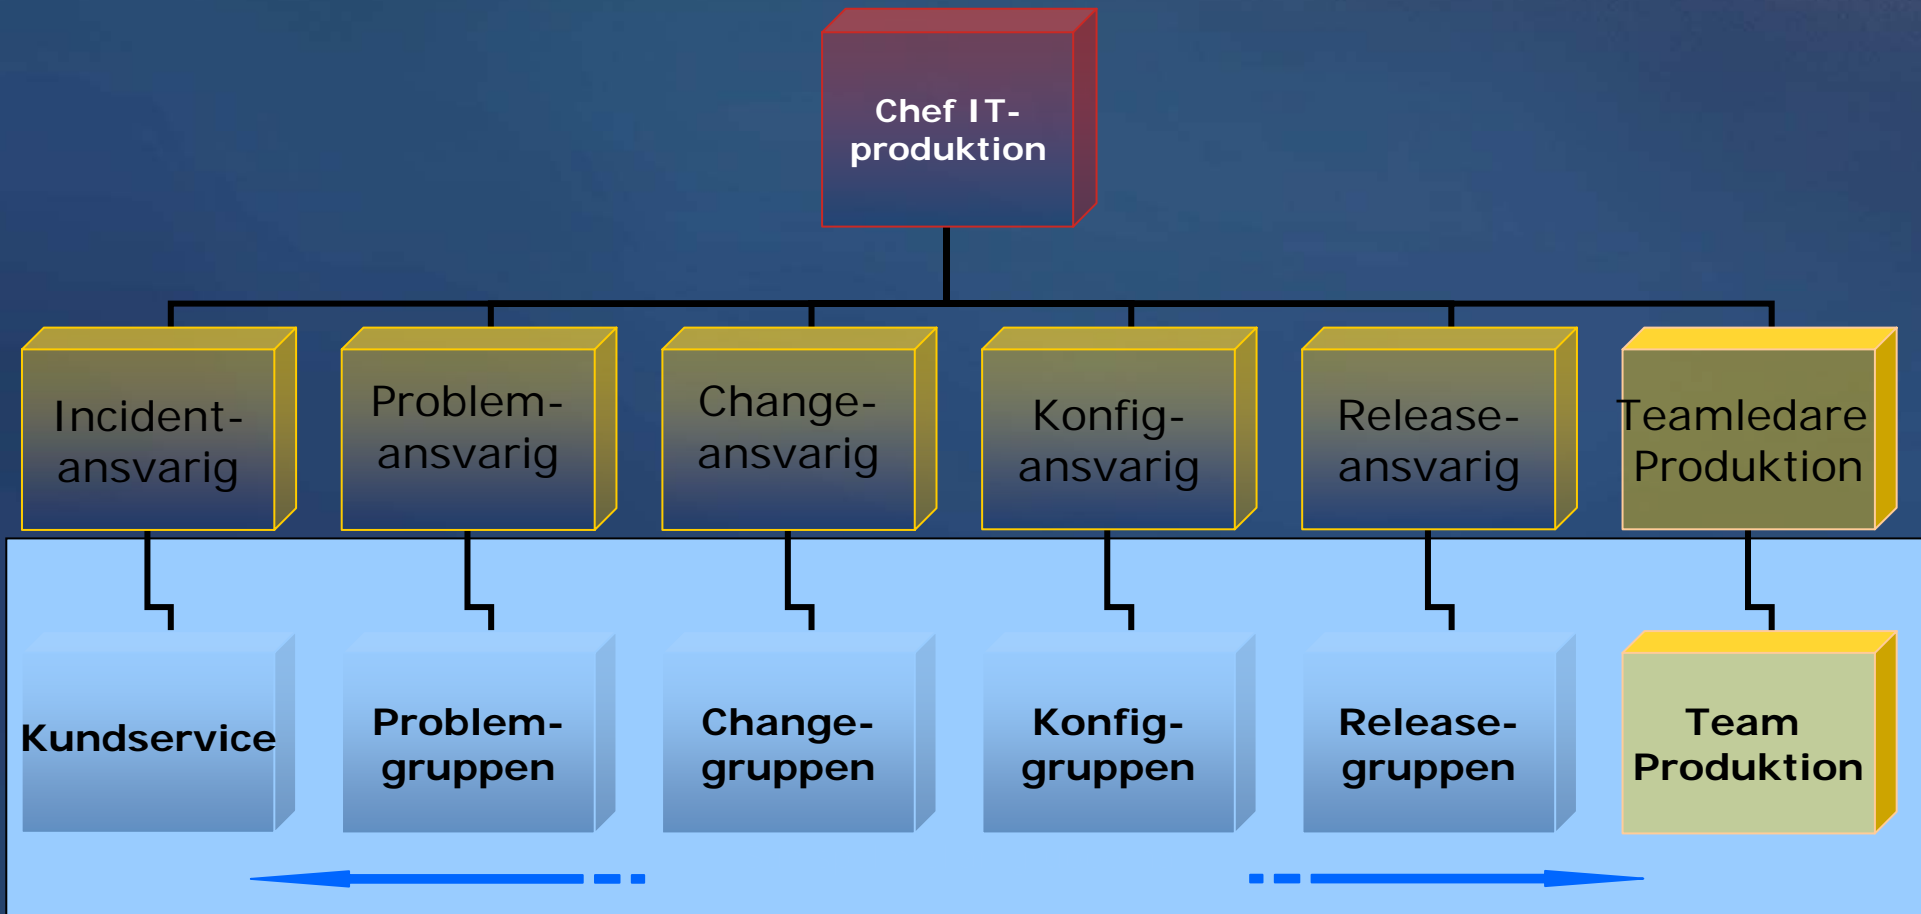 Chef IT-
produktion
Incident-
ansvarig
Problem-
ansvarig
Change-
ansvarig
Konfig-
ansvarig
Release-
ansvarig
Teamledare
Produktion
Kundservice
Problem-
gruppen
Change-
gruppen
Konfig-
gruppen
Release-
gruppen
Team
Produktion